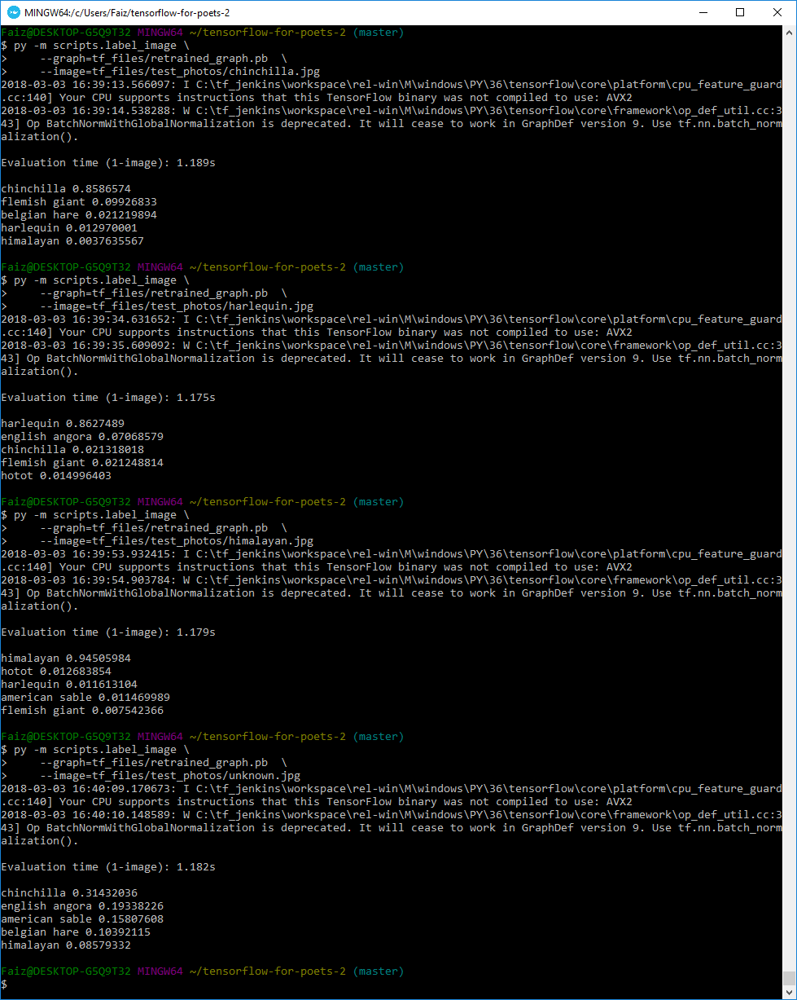 MINGW64:/c/Users/Faiz/tensorflow-for-poets-2
Faiz@DESKTOP-G5Q9T32 MINGW64 ~/tensorflow-for-poets-2 (master)
$ py -m scripts.label_image \
>     --graph=tf_files/retrained_graph.pb  \
>     --image=tf_files/test_photos/chinchilla.jpg
2018-03-03 16:39:13.566097: I C:\tf_jenkins\workspace\rel-win\M\windows\PY\36\tensorflow\core\platform\cpu_feature_guard
.cc:140] Your CPU supports instructions that this TensorFlow binary was not compiled to use: AVX2
2018-03-03 16:39:14.538288: W C:\tf_jenkins\workspace\rel-win\M\windows\PY\36\tensorflow\core\framework\op_def_util.cc:3
43] Op BatchNormWithGlobalNormalization is deprecated. It will cease to work in GraphDef version 9. Use tf.nn.batch_norm
alization().
Evaluation time (1-image): 1.189s
chinchilla 0.8586574
flemish giant 0.09926833
belgian hare 0.021219894
harlequin 0.012970001
himalayan 0.0037635567
Faiz@DESKTOP-G5Q9T32 MINGW64 ~/tensorflow-for-poets-2 (master)
$ py -m scripts.label_image \
>     --graph=tf_files/retrained_graph.pb  \
>     --image=tf_files/test_photos/harlequin.jpg
2018-03-03 16:39:34.631652: I C:\tf_jenkins\workspace\rel-win\M\windows\PY\36\tensorflow\core\platform\cpu_feature_guard
.cc:140] Your CPU supports instructions that this TensorFlow binary was not compiled to use: AVX2
2018-03-03 16:39:35.609092: W C:\tf_jenkins\workspace\rel-win\M\windows\PY\36\tensorflow\core\framework\op_def_util.cc:3
43] Op BatchNormWithGlobalNormalization is deprecated. It will cease to work in GraphDef version 9. Use tf.nn.batch_norm
alization().
Evaluation time (1-image): 1.175s
harlequin 0.8627489
english angora 0.07068579
chinchilla 0.021318018
flemish giant 0.021248814
hotot 0.014996403
Faiz@DESKTOP-G5Q9T32 MINGW64 ~/tensorflow-for-poets-2 (master)
$ py -m scripts.label_image \
>     --graph=tf_files/retrained_graph.pb  \
>     --image=tf_files/test_photos/himalayan.jpg
2018-03-03 16:39:53.932415: I C:\tf_jenkins\workspace\rel-win\M\windows\PY\36\tensorflow\core\platform\cpu_feature_guard
.cc:140] Your CPU supports instructions that this TensorFlow binary was not compiled to use: AVX2
2018-03-03 16:39:54.903784: W C:\tf_jenkins\workspace\rel-win\M\windows\PY\36\tensorflow\core\framework\op_def_util.cc:3
43] Op BatchNormWithGlobalNormalization is deprecated. It will cease to work in GraphDef version 9. Use tf.nn.batch_norm
alization().
Evaluation time (1-image): 1.179s
himalayan 0.94505984
hotot 0.012683854
harlequin 0.011613104
american sable 0.011469989
flemish giant 0.007542366
Faiz@DESKTOP-G5Q9T32 MINGW64 ~/tensorflow-for-poets-2 (master)
$ py -m scripts.label_image \
>     --graph=tf_files/retrained_graph.pb  \
>     --image=tf_files/test_photos/unknown.jpg
2018-03-03 16:40:09.170673: I C:\tf_jenkins\workspace\rel-win\M\windows\PY\36\tensorflow\core\platform\cpu_feature_guard
.cc:140] Your CPU supports instructions that this TensorFlow binary was not compiled to use: AVX2
2018-03-03 16:40:10.148589: W C:\tf_jenkins\workspace\rel-win\M\windows\PY\36\tensorflow\core\framework\op_def_util.cc:3
43] Op BatchNormWithGlobalNormalization is deprecated. It will cease to work in GraphDef version 9. Use tf.nn.batch_norm
alization().
Evaluation time (1-image): 1.182s
chinchilla 0.31432036
english angora 0.19338226
american sable 0.15807608
belgian hare 0.10392115
himalayan 0.08579332
Faiz@DESKTOP-G5Q9T32 MINGW64 ~/tensorflow-for-poets-2 (master)
$